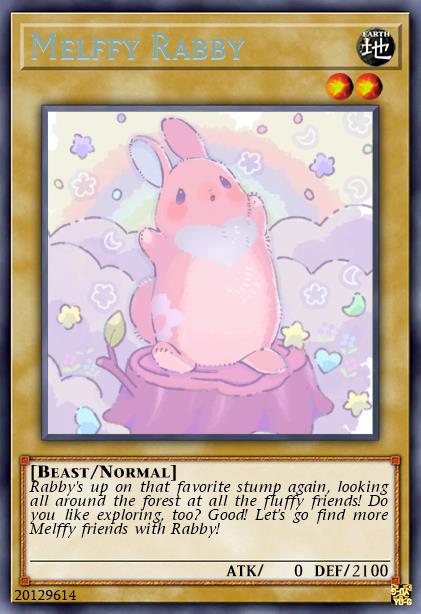 Melffy Rabby
EARTH
地
[Beast/Normal]
Rabby's up on that favorite stump again, looking
all around the forest at all the fluffy friends! Do
you like exploring, too? Good! Let's go find more
Melffy friends with Rabby!
ATK/ 0 DEF/2100
20129614